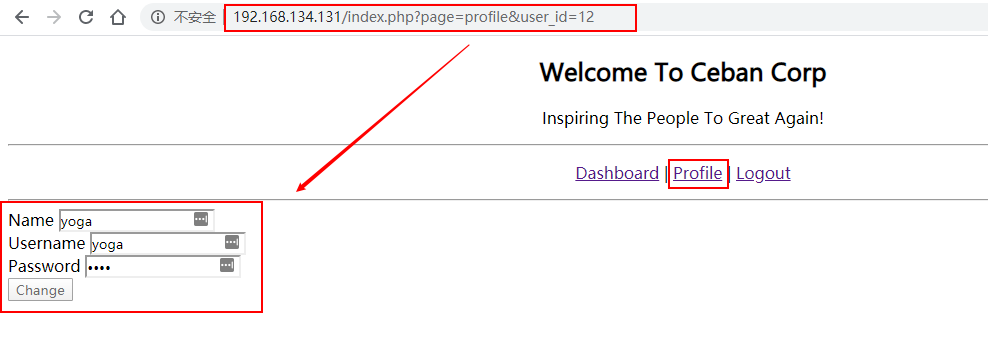 不安全 192.168.134.131/index.php?page=profile&user_id=12
Welcome To Ceban Corp
Inspiring The People To Great Again!
Dashboard | Profile | Logout
Name yoga
Username yoga
Password ••••
Change